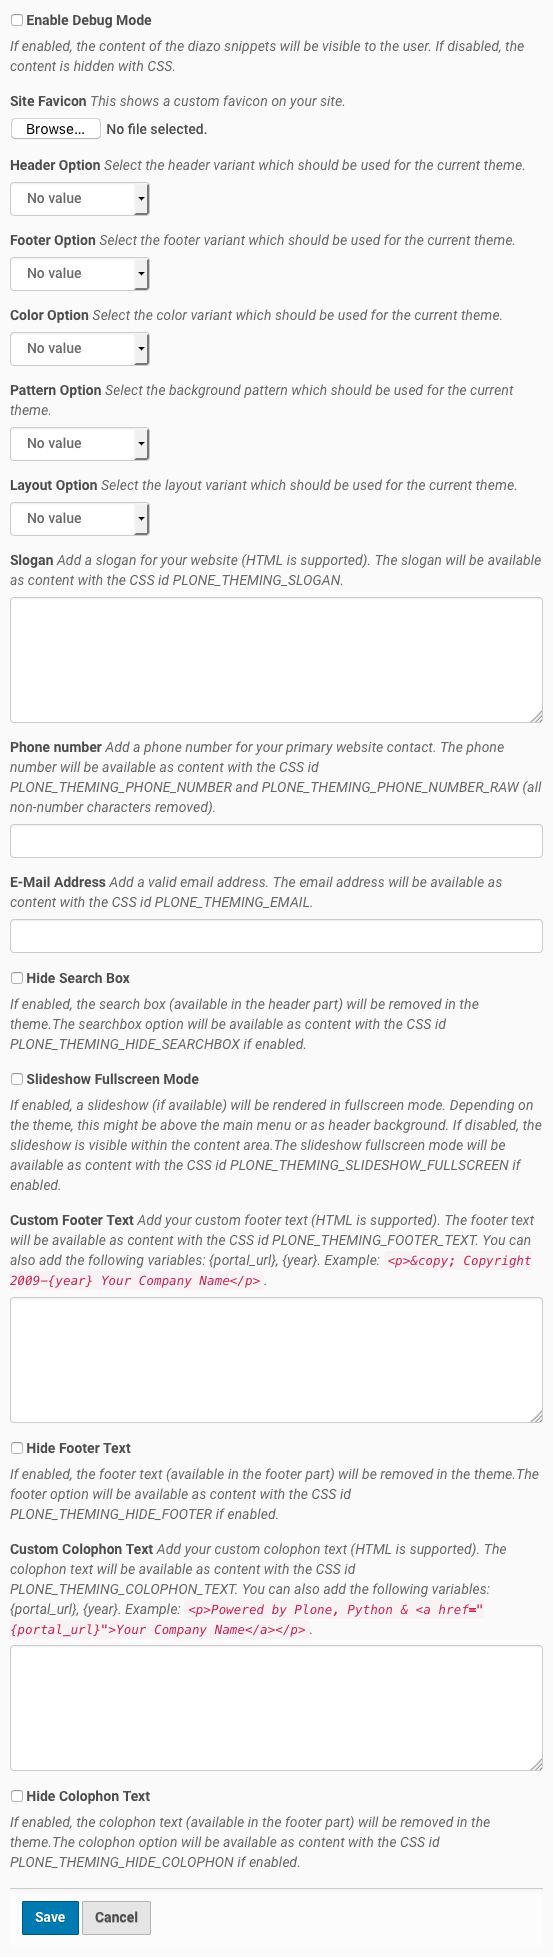 Enable Debug Mode
If enabled, the content of the diazo snippets will be visible to the user. If disabled, the
content is hidden with CSS.
Site Favicon This shows a custom favicon on your site.
Browse... No file selected.
Header Option Select the header variant which should be used for the current theme.
No value
Footer Option Select the footer variant which should be used for the current theme.
No value
Color Option Select the color variant which should be used for the current theme.
No value
Pattern Option Select the background pattern which should be used for the current
theme.
No value
Layout Option Select the layout variant which should be used for the current theme.
No value
Slogan Add a slogan for your website (HTML is supported). The slogan will be available
as content with the CSS id PLONE_THEMING_SLOGAN.
Phone number Add a phone number for your primary website contact. The phone
number will be available as content with the CSS id
PLONE_THEMING_PHONE_NUMBER and PLONE_THEMING_PHONE_NUMBER_RAW (all
non-number characters removed).
E-Mail Address Add a valid email address. The email address will be available as
content with the CSS id PLONE_THEMING_EMAIL.
Hide Search Box
If enabled, the search box (available in the header part) will be removed in the
theme.The searchbox option will be available as content with the CSS id
PLONE_THEMING_HIDE_SEARCHBOX if enabled.
Slideshow Fullscreen Mode
If enabled, a slideshow (if available) will be rendered in fullscreen mode. Depending on
the theme, this might be above the main menu or as header background. If disabled, the
slideshow is visible within the content area.The slideshow fullscreen mode will be
available as content with the CSS id PLONE_THEMING_SLIDESHOW_FULLSCREEN if
enabled.
Custom Footer Text Add your custom footer text (HTML is supported). The footer text
will be available as content with the CSS id PLONE_THEMING_FOOTER_TEXT. You can
also add the following variables: {portal_url}, {year}. Example: <p>&copy; Copyright
2009–{year} Your Company Name</p> .
Hide Footer Text
If enabled, the footer text (available in the footer part) will be removed in the theme.The
footer option will be available as content with the CSS id
PLONE_THEMING_HIDE_FOOTER if enabled.
Custom Colophon Text Add your custom colophon text (HTML is supported). The
colophon text will be available as content with the CSS id
PLONE_THEMING_COLOPHON_TEXT. You can also add the following variables:
{portal_url}, {year}. Example: <p>Powered by Plone, Python & <a href="
{portal_url}">Your Company Name</a></p> .
Hide Colophon Text
If enabled, the colophon text (available in the footer part) will be removed in the
theme.The colophon option will be available as content with the CSS id
PLONE_THEMING_HIDE_COLOPHON if enabled.
Save Cancel